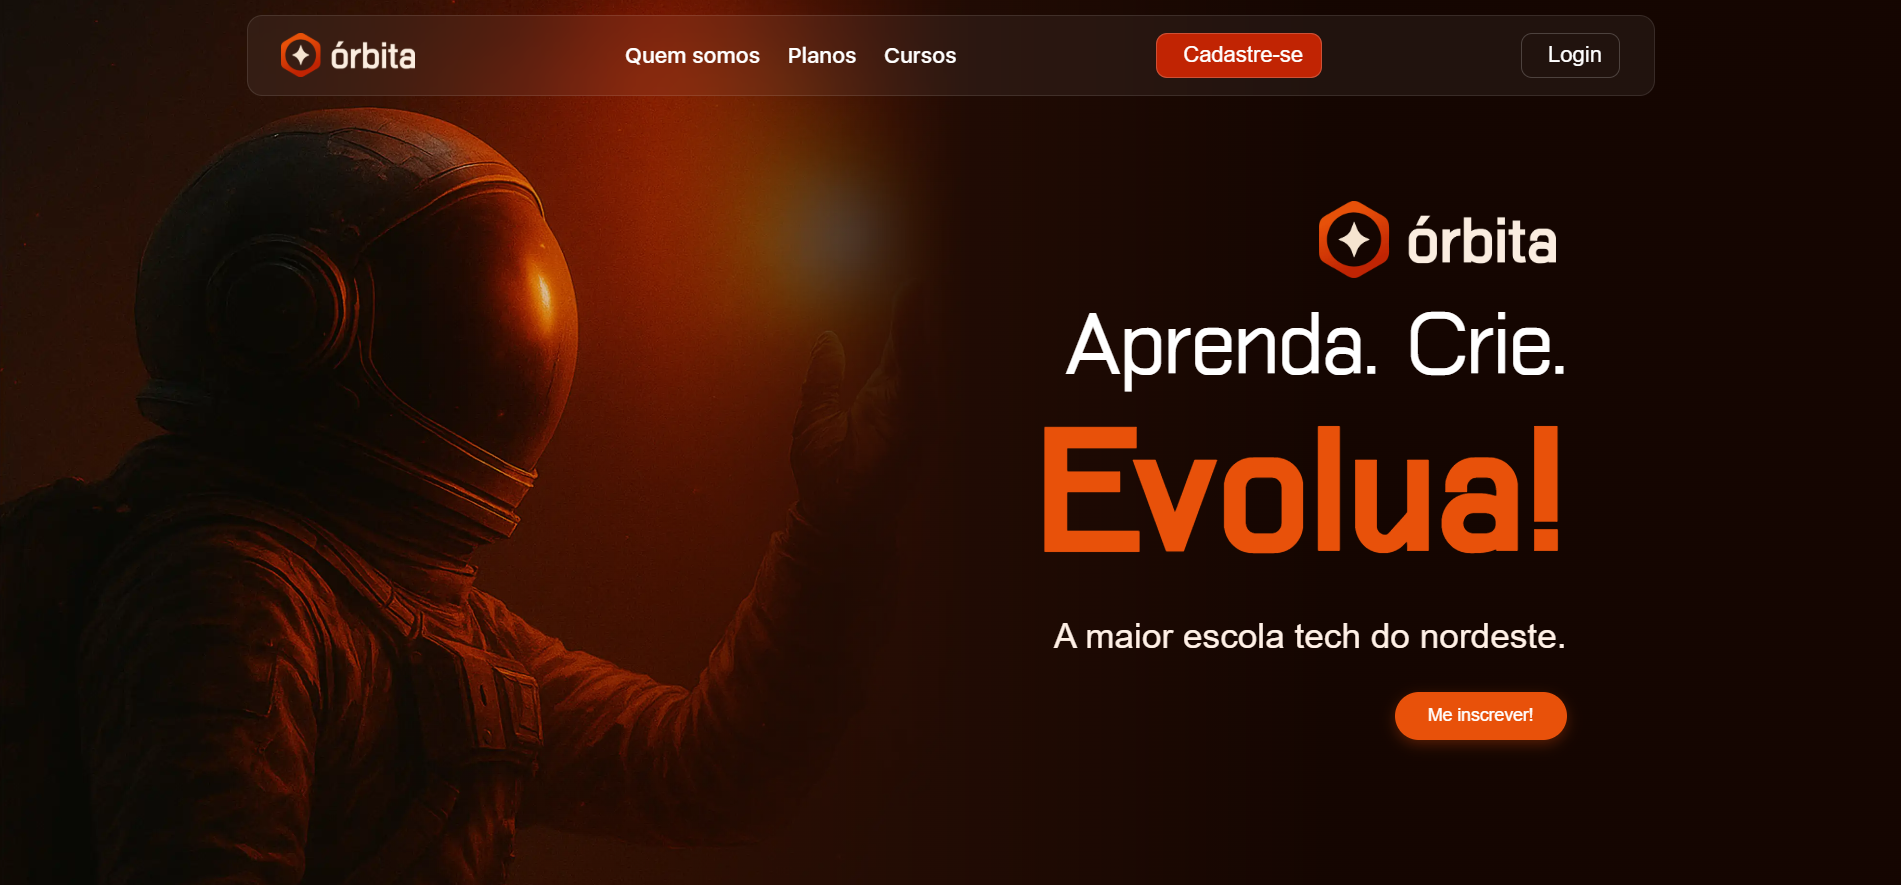 órbita
Quem somos Planos Cursos
Cadastre-se
Login
órbita
Aprenda. Crie.
Evolua!
A maior escola tech do nordeste.
Me inscrever!